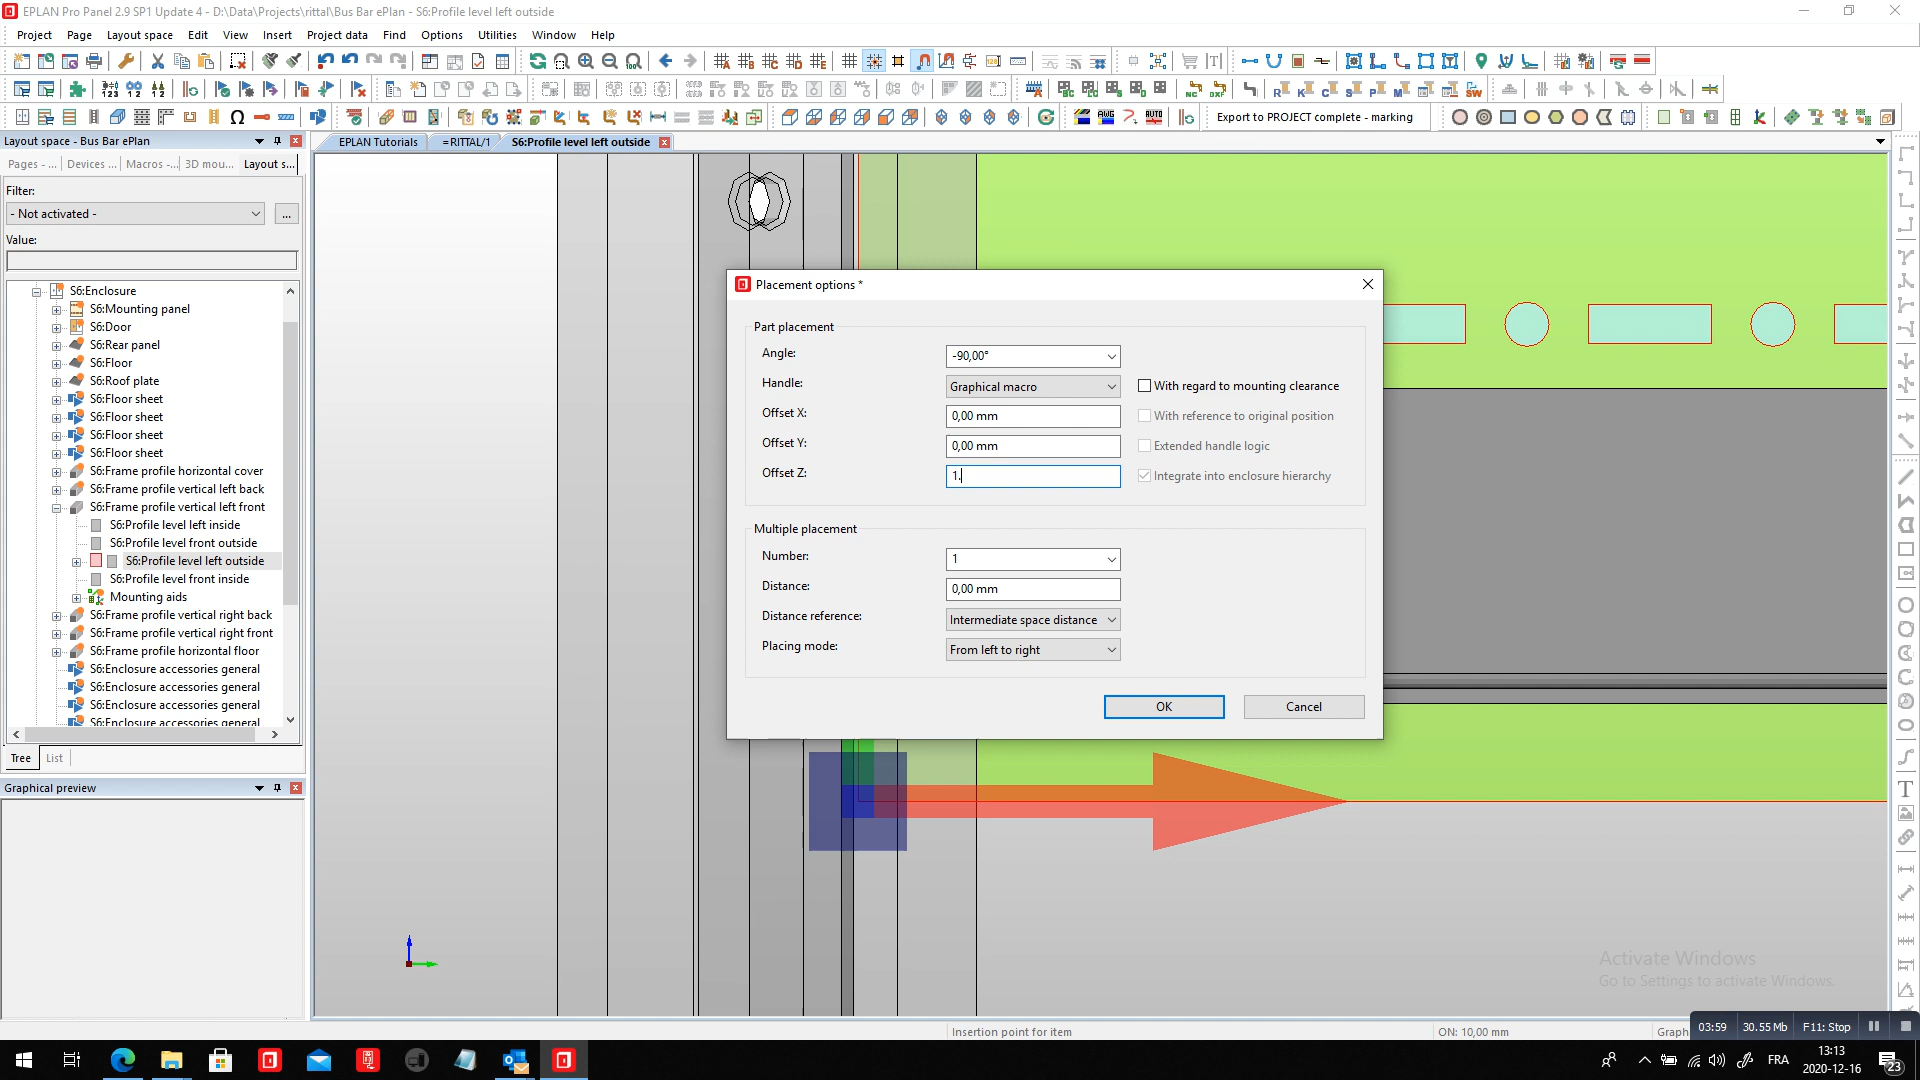 EPLAN Pro Panel 2.9 SP1 Update 4 - D:\Data\Projects\rittal\Bus Bar ePlan - S6:Profile level left outside
Project Page Layout space Edit View Insert Project data Find Options Utilities Window Help
Export to PROJECT complete - marking
Layout space - Bus Bar ePlan
EPLAN Tutorials =RITTAL/1 S6:Profile level left outside
Pages - ... Devices ... Macros -... 3D mou... Layout s...
Filter:
- Not activated -
...
Value:
S6:Enclosure
S6:Mounting panel
S6:Door
S6:Rear panel
S6:Floor
S6:Roof plate
S6:Floor sheet
S6:Floor sheet
S6:Floor sheet
S6:Floor sheet
S6:Frame profile horizontal cover
S6:Frame profile vertical left back
S6:Frame profile vertical left front
S6:Profile level left inside
S6:Profile level front outside
S6:Profile level left outside
S6:Profile level front inside
Mounting aids
S6:Frame profile vertical right back
S6:Frame profile vertical right front
S6:Frame profile horizontal floor
S6:Enclosure accessories general
S6:Enclosure accessories general
S6:Enclosure accessories general
S6:Enclosure accessories general
Tree List
Graphical preview
Placement options *
Part placement
Angle: -90,00°
Handle: Graphical macro With regard to mounting clearance
Offset X: 0,00 mm With reference to original position
Offset Y: 0,00 mm Extended handle logic
Offset Z: 1. Integrate into enclosure hierarchy
Multiple placement
Number: 1
Distance: 0,00 mm
Distance reference: Intermediate space distance
Placing mode: From left to right
OK Cancel
Activate Windows
Go to Settings to activate Windows.
Insertion point for item ON: 10,00 mm Graph
03:59 30.55 Mb F11: Stop
FRA
13:13
2020-12-16
23